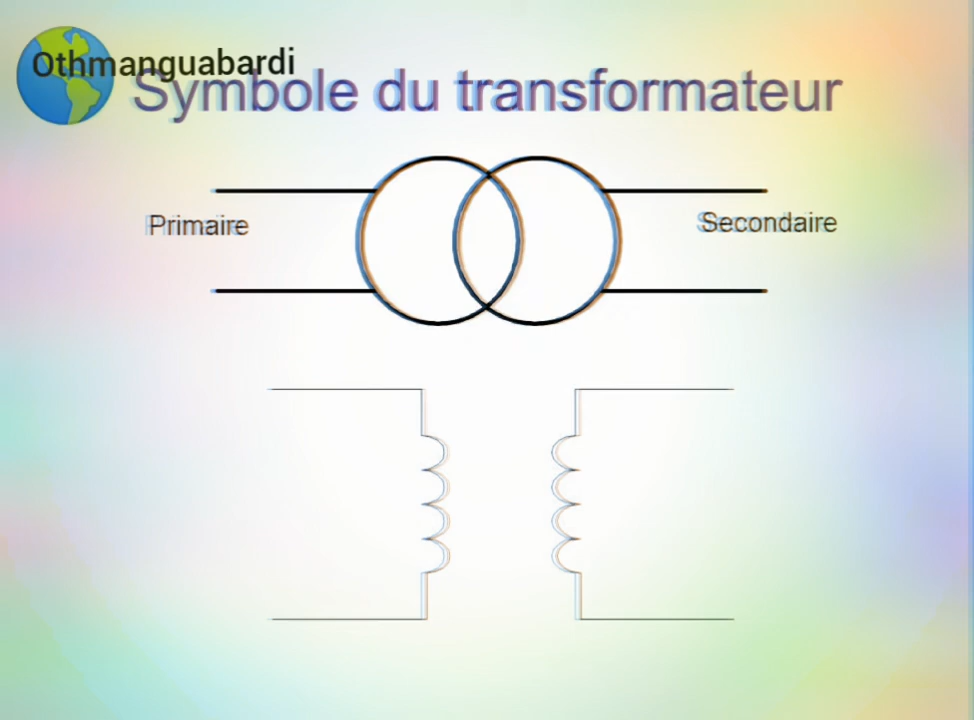 Othmanguabardi
Symbole du transformateur
Primaire
Secondaire